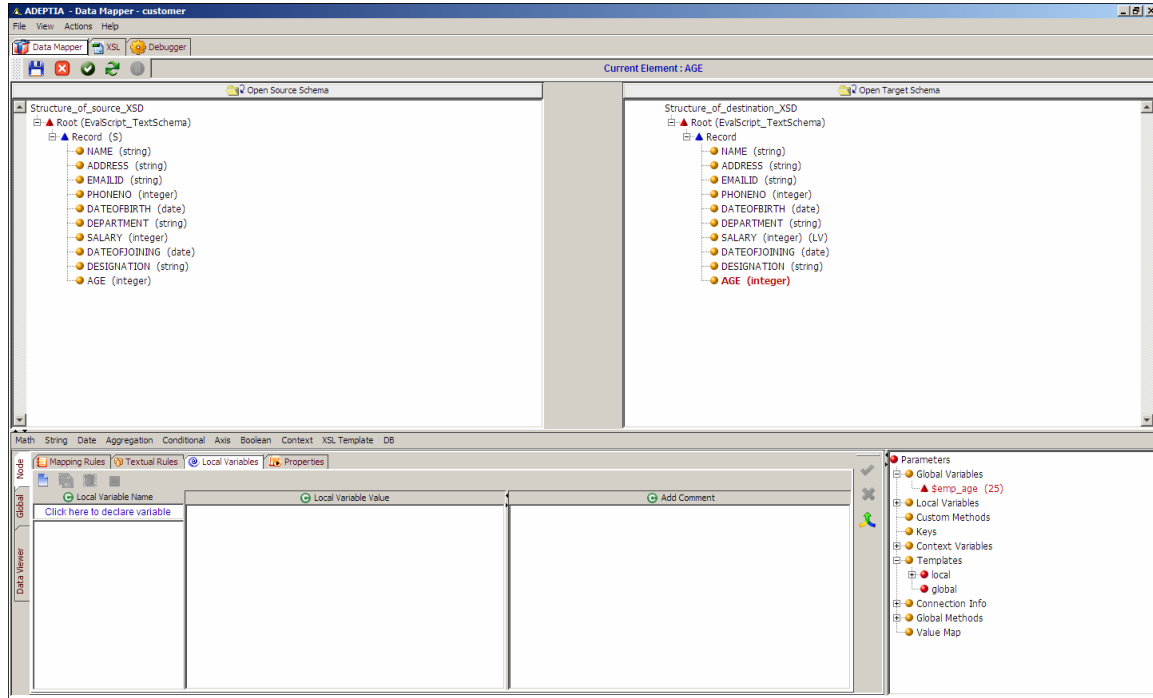 ADEPTIA - Data Mapper - customer
File View Actions Help
Data Mapper XSL Debugger
Current Element : AGE
Open Source Schema
Structure_of_source_XSD
Root (EvalScript_TextSchema)
Record (S)
NAME (string)
ADDRESS (string)
EMAILID (string)
PHONENO (integer)
DATEOFBIRTH (date)
DEPARTMENT (string)
SALARY (integer)
DATEOFJOINING (date)
DESIGNATION (string)
AGE (integer)
Open Target Schema
Structure_of_destination_XSD
Root (EvalScript_TextSchema)
Record
NAME (string)
ADDRESS (string)
EMAILID (string)
PHONENO (integer)
DATEOFBIRTH (date)
DEPARTMENT (string)
SALARY (integer) (LV)
DATEOFJOINING (date)
DESIGNATION (string)
AGE (integer)
Math String Date Aggregation Conditional Axis Boolean Context XSL Template DB
Node
Global
Data Viewer
Mapping Rules Textual Rules Local Variables Properties
Local Variable Name Local Variable Value Add Comment
Click here to declare variable
Parameters
Global Variables
$emp_age (25)
Local Variables
Custom Methods
Keys
Context Variables
Templates
local
global
Connection Info
Global Methods
Value Map